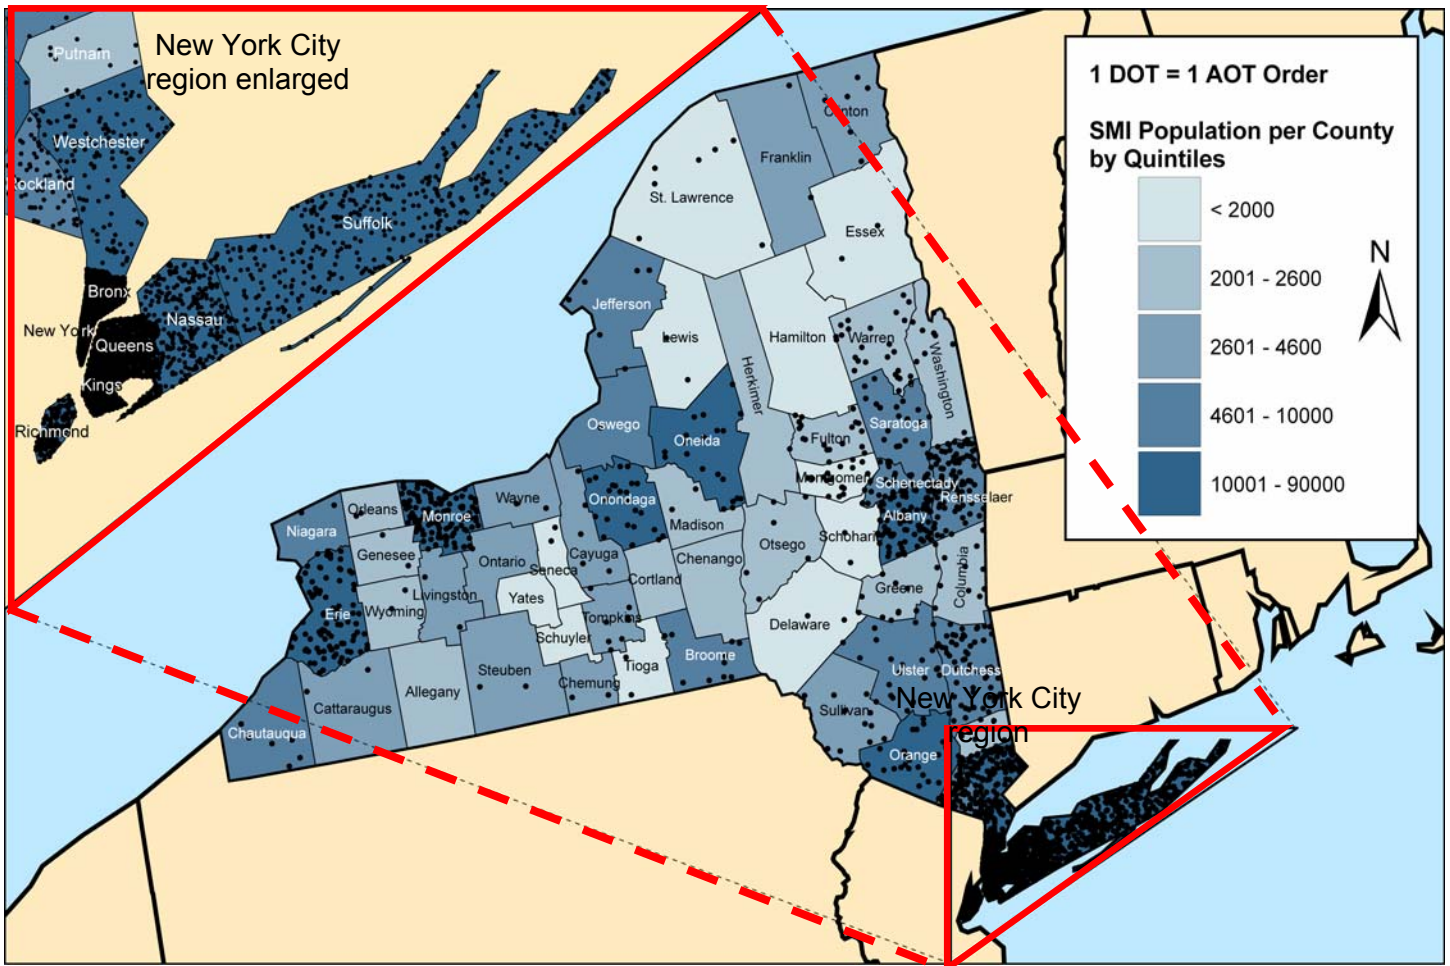 New York City
region enlarged
Putnam
Westchester
Rockland
Suffolk
Bronx
Nassau
New York
Queens
Kings
Richmond
1 DOT = 1 AOT Order
SMI Population per County
by Quintiles
< 2000
2001 - 2600
2601 - 4600
4601 - 10000
10001 - 90000
N
Clinton
Franklin
St. Lawrence
Essex
Jefferson
Lewis
Hamilton
Warren
Washington
Herkimer
Oswego
Oneida
Fulton
Saratoga
Montgomer
Schenectady
Rensselaer
Albany
Orleans
Monroe
Wayne
Onondaga
Madison
Niagara
Genesee
Ontario
Seneca
Cayuga
Chenango
Otsego
Schohari
Columbia
Cortland
Erie
Wyoming
Livingston
Yates
Tompkins
Greene
Delaware
Schuyler
Tioga
Broome
Ulster
Dutchess
Steuben
Chemung
Allegany
Cattaraugus
Chautauqua
Sullivan
Orange
New York City
region